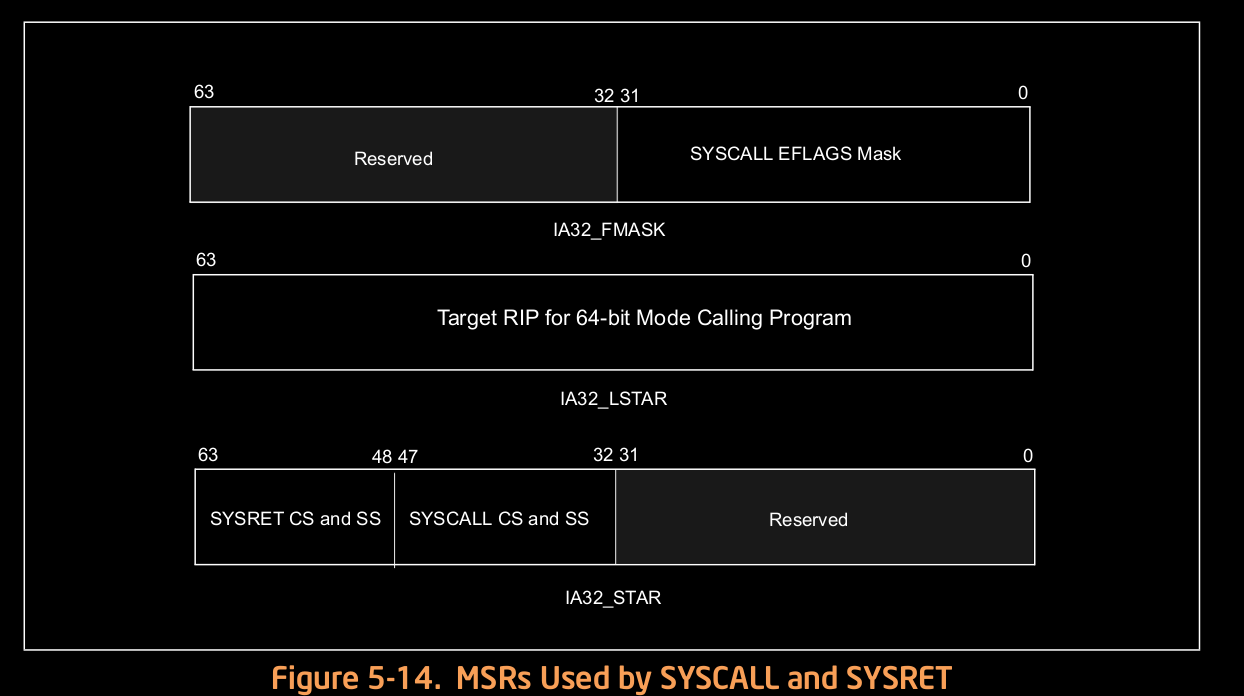 63 32 31 0
Reserved SYSCALL EFLAGS Mask
IA32_FMASK
63 0
Target RIP for 64-bit Mode Calling Program
IA32_LSTAR
63 48 47 32 31 0
SYSRET CS and SS SYSCALL CS and SS Reserved
IA32_STAR
Figure 5-14. MSRs Used by SYSCALL and SYSRET